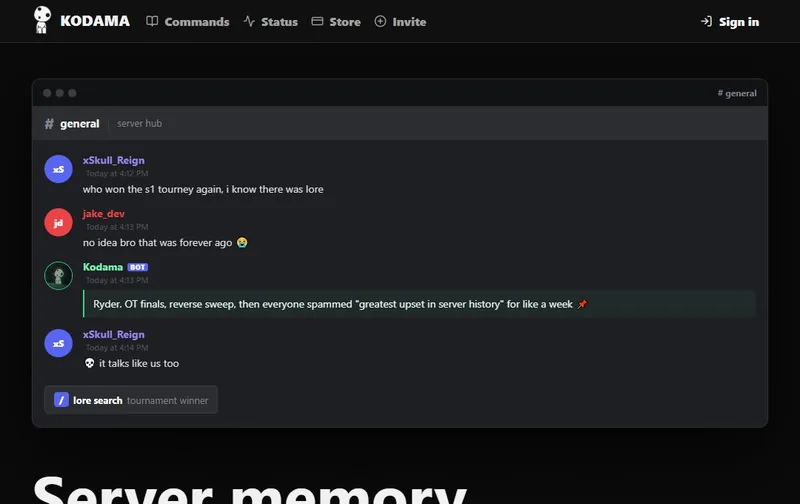 KODAMA Commands Status Store Invite Sign in
# general
# general server hub
xS xSkull_Reign
Today at 4:12 PM
who won the s1 tourney again, i know there was lore
jd jake_dev
Today at 4:13 PM
no idea bro that was forever ago 😭
Kodama BOT
Today at 4:13 PM
Ryder. OT finals, reverse sweep, then everyone spammed "greatest upset in server history" for like a week 📌
xS xSkull_Reign
Today at 4:14 PM
💀 it talks like us too
/ lore search tournament winner
Server memory